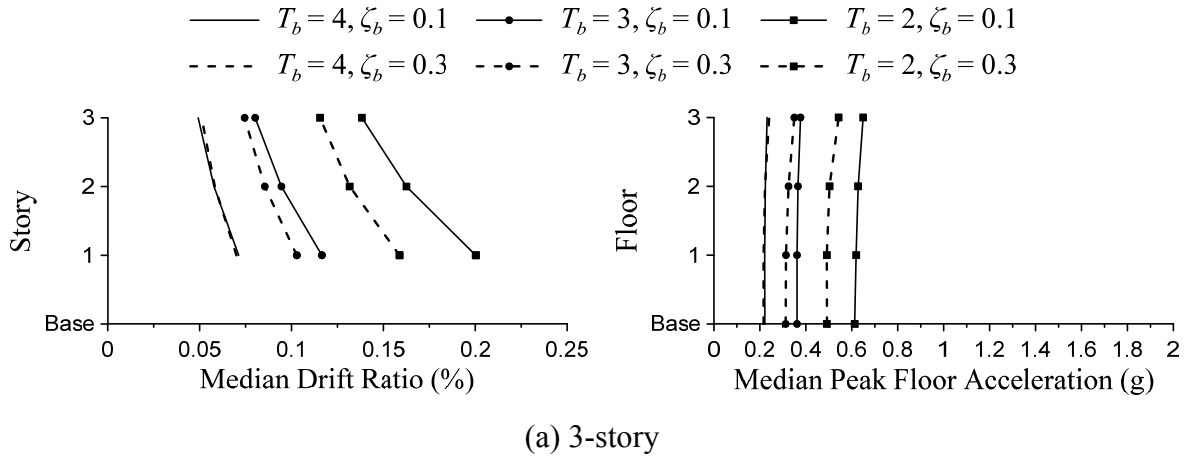 T_b = 4, ζ_b = 0.1 T_b = 3, ζ_b = 0.1 T_b = 2, ζ_b = 0.1
T_b = 4, ζ_b = 0.3 T_b = 3, ζ_b = 0.3 T_b = 2, ζ_b = 0.3
3
2
1
Base
Story
0 0.05 0.1 0.15 0.2 0.25
Median Drift Ratio (%)
3
2
1
Base
Floor
0 0.2 0.4 0.6 0.8 1 1.2 1.4 1.6 1.8 2
Median Peak Floor Acceleration (g)
(a) 3-story